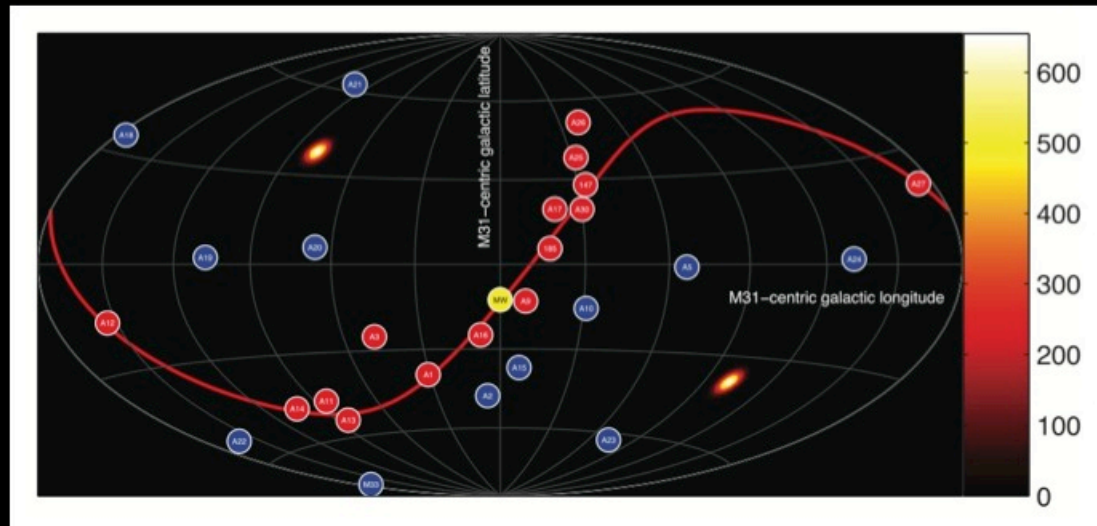 A21
600
M31-centric galactic latitude
A26
A18
500
A25
147
A27
400
A17
A30
185
A20
A19
A24
A5
300
MW
A9
M31-centric galactic longitude
A10
A12
A16
A3
200
A15
A1
A2
A11
A14
A13
100
A22
A23
M33
0